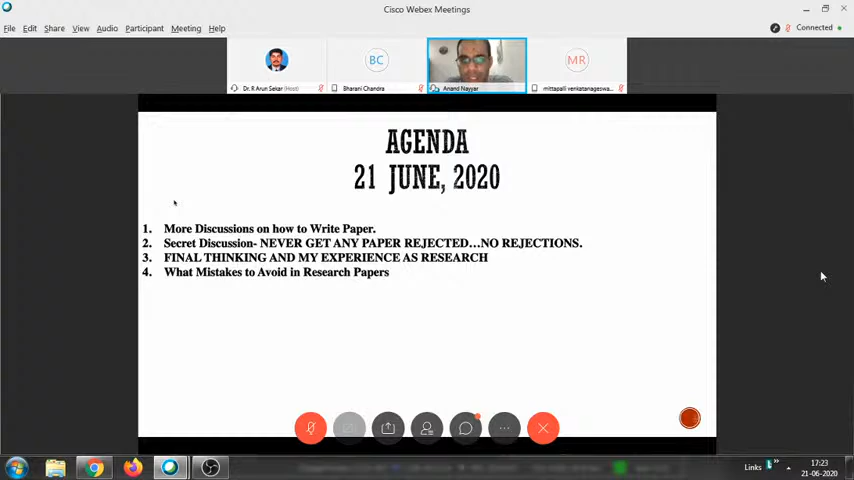 Cisco Webex Meetings
File Edit Share View Audio Participant Meeting Help
Connected
BC
MR
Dr. R Arun Sekar (Host)
Bharani Chandra
Anand Nayyar
mittapalli venkatanageswa...
AGENDA
21 JUNE, 2020
1. More Discussions on how to Write Paper.
2. Secret Discussion- NEVER GET ANY PAPER REJECTED...NO REJECTIONS.
3. FINAL THINKING AND MY EXPERIENCE AS RESEARCH
4. What Mistakes to Avoid in Research Papers
Links
17:23
21-06-2020